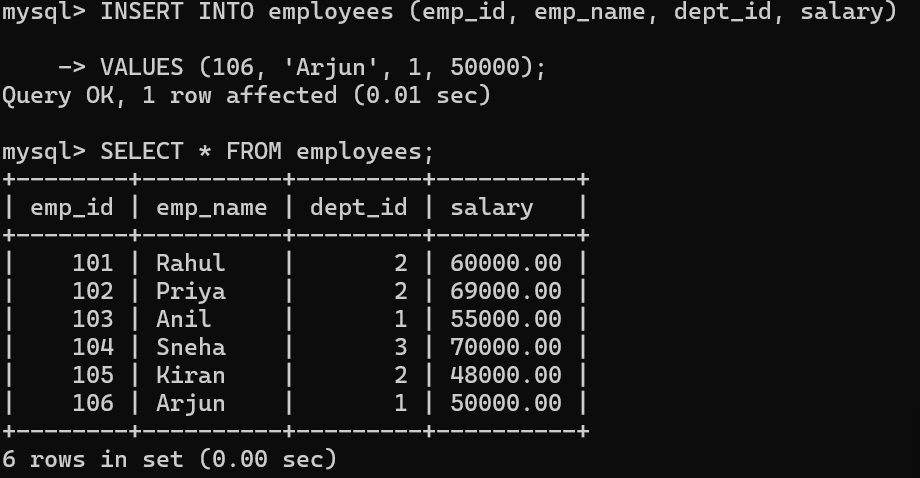 mysql> INSERT INTO employees (emp_id, emp_name, dept_id, salary)
    -> VALUES (106, 'Arjun', 1, 50000);
Query OK, 1 row affected (0.01 sec)
mysql> SELECT * FROM employees;
+--------+----------+---------+----------+
| emp_id | emp_name | dept_id | salary   |
+--------+----------+---------+----------+
|    101 | Rahul    |       2 | 60000.00 |
|    102 | Priya    |       2 | 69000.00 |
|    103 | Anil     |       1 | 55000.00 |
|    104 | Sneha    |       3 | 70000.00 |
|    105 | Kiran    |       2 | 48000.00 |
|    106 | Arjun    |       1 | 50000.00 |
+--------+----------+---------+----------+
6 rows in set (0.00 sec)